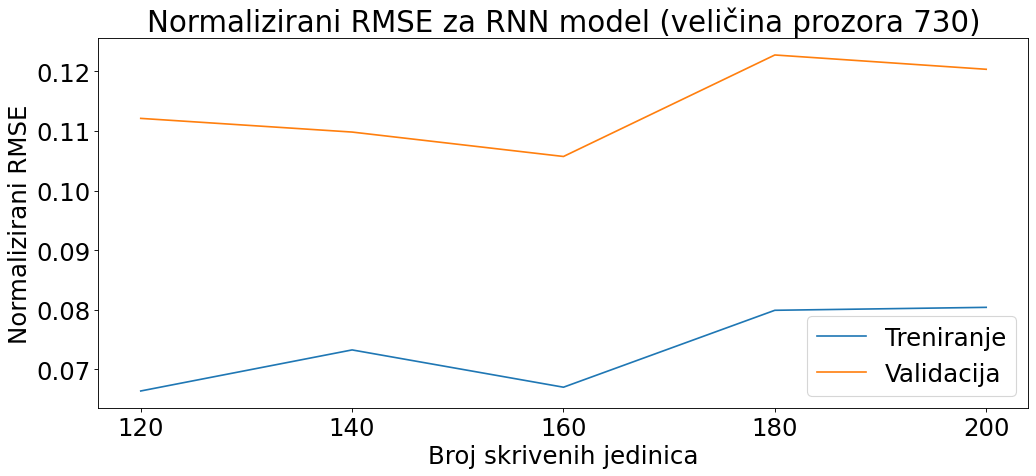 Normalizirani RMSE za RNN model (veličina prozora 730)
Normalizirani RMSE
0.12
0.11
0.10
0.09
0.08
0.07
Treniranje
Validacija
120 140 160 180 200
Broj skrivenih jedinica